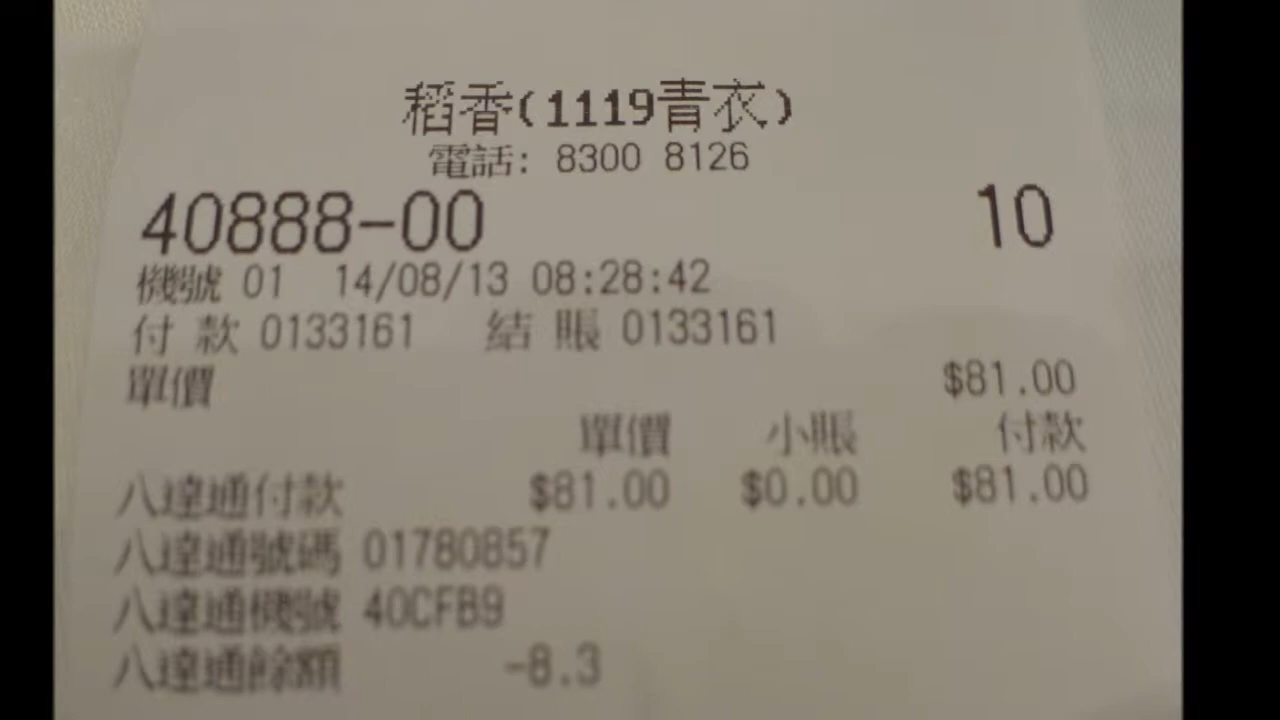 稻香(1119青衣)
電話: 8300 8126
40888-00 10
機號 01 14/08/13 08:28:42
付 款 0133161 結 賬 0133161
單價 $81.00
單價 小賬 付款
八達通付款 $81.00 $0.00 $81.00
八達通號碼 01780857
八達通機號 40CFB9
八達通餘額 -8.3